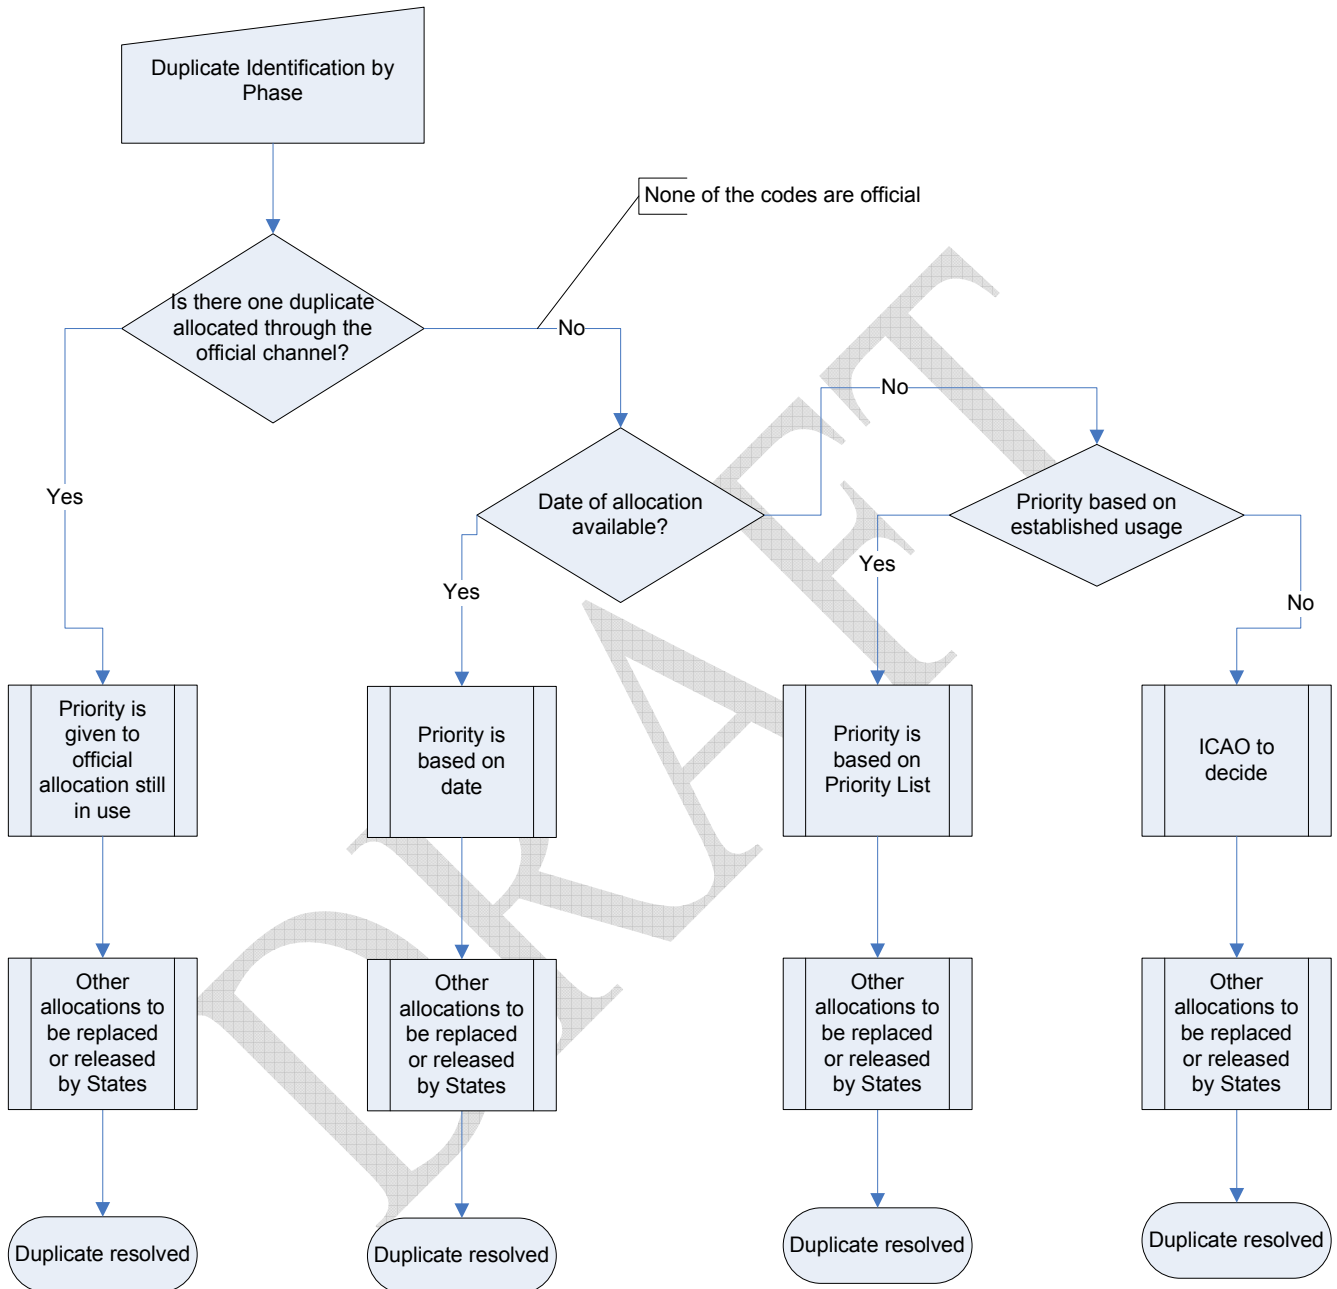 Duplicate Identification by
Phase
None of the codes are official
Is there one duplicate
allocated through the
official channel?
No
No
Yes
Date of allocation
available?
Priority based on
established usage
Yes
Yes
No
Priority is
given to
official
allocation still
in use
Priority is
based on
date
Priority is
based on
Priority List
ICAO to
decide
Other
allocations to
be replaced
or released
by States
Other
allocations to
be replaced
or released
by States
Other
allocations to
be replaced
or released
by States
Other
allocations to
be replaced
or released
by States
Duplicate resolved
Duplicate resolved
Duplicate resolved
Duplicate resolved
DRAFT